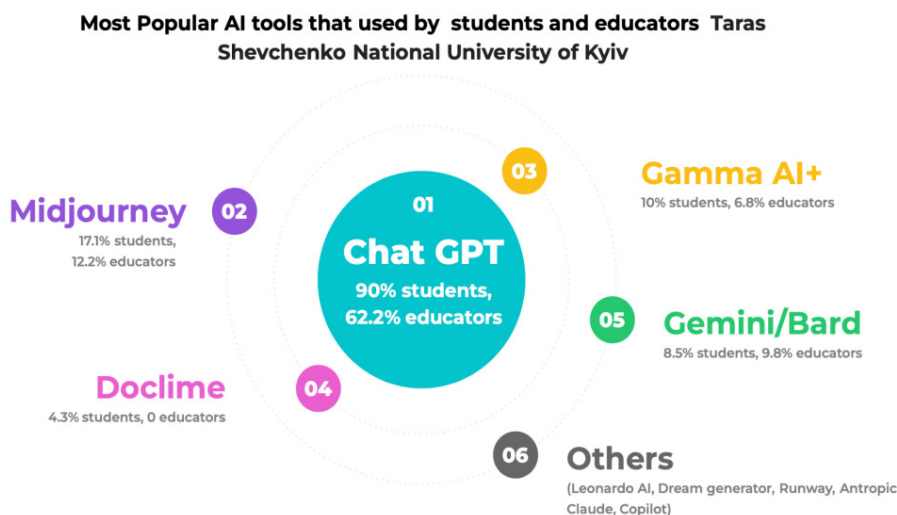 Most Popular AI tools that used by students and educators Taras
Shevchenko National University of Kyiv
01
Chat GPT
90% students,
62.2% educators
02
Midjourney
17.1% students,
12.2% educators
03
Gamma AI+
10% students, 6.8% educators
04
Doclime
4.3% students, 0 educators
05
Gemini/Bard
8.5% students, 9.8% educators
06
Others
(Leonardo AI, Dream generator, Runway, Antropic
Claude, Copilot)